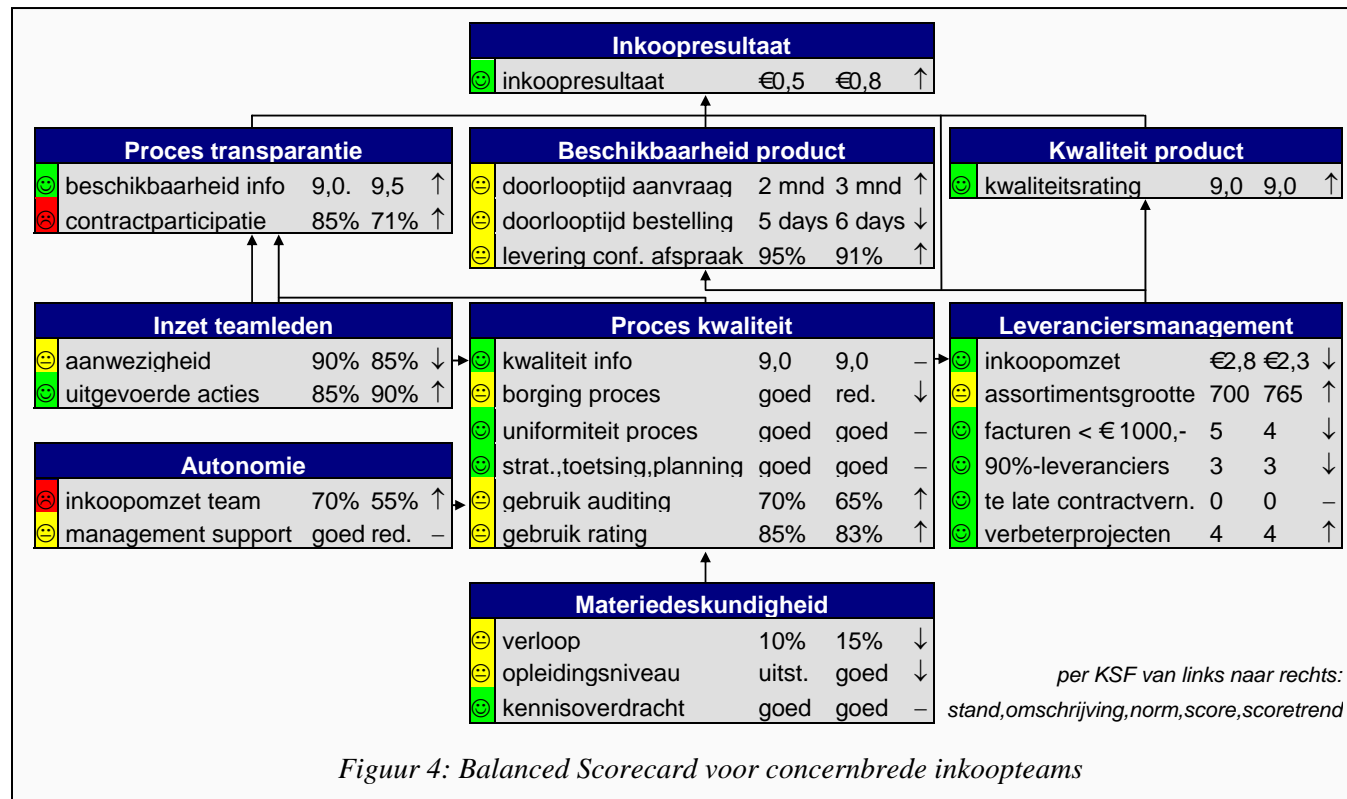 Inkoopresultaat
inkoopresultaat €0,5 €0,8 ↑
Proces transparantie
beschikbaarheid info 9,0. 9,5 ↑
contractparticipatie 85% 71% ↑
Beschikbaarheid product
doorlooptijd aanvraag 2 mnd 3 mnd ↑
doorlooptijd bestelling 5 days 6 days ↓
levering conf. afspraak 95% 91% ↑
Kwaliteit product
kwaliteitsrating 9,0 9,0 ↑
Inzet teamleden
aanwezigheid 90% 85% ↓
uitgevoerde acties 85% 90% ↑
Autonomie
inkoopomzet team 70% 55% ↑
management support goed red. –
Proces kwaliteit
kwaliteit info 9,0 9,0 –
borging proces goed red. ↓
uniformiteit proces goed goed –
strat.,toetsing,planning goed goed –
gebruik auditing 70% 65% ↑
gebruik rating 85% 83% ↑
Leveranciersmanagement
inkoopomzet €2,8 €2,3 ↓
assortimentsgrootte 700 765 ↑
facturen < € 1000,- 5 4 ↓
90%-leveranciers 3 3 ↓
te late contractvern. 0 0 –
verbeterprojecten 4 4 ↑
Materiedeskundigheid
verloop 10% 15% ↓
opleidingsniveau uitst. goed ↓
kennisoverdracht goed goed –
per KSF van links naar rechts:
stand,omschrijving,norm,score,scoretrend
Figuur 4: Balanced Scorecard voor concernbrede inkoopteams